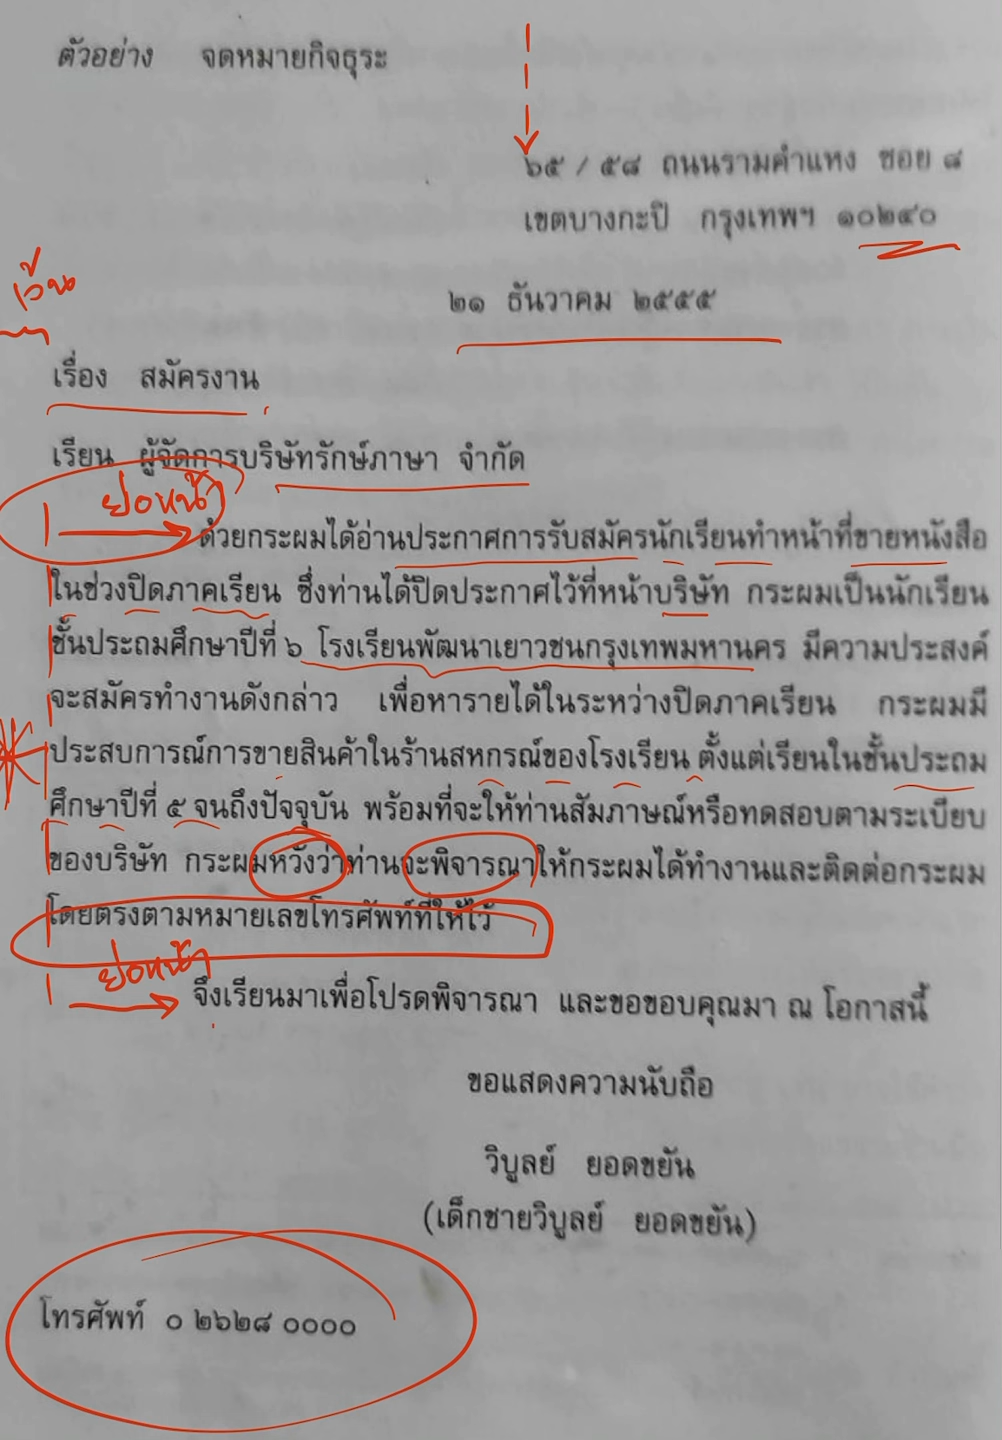 ตัวอย่าง จดหมายกิจธุระ
๖๕ / ๕๘ ถนนรามคำแหง ซอย ๘
เขตบางกะปิ กรุงเทพฯ ๑๐๒๔๐
เว้น
๒๑ ธันวาคม ๒๕๕๕
เรื่อง สมัครงาน
เรียน ผู้จัดการบริษัทรักษ์ภาษา จำกัด
ย่อหน้า
ด้วยกระผมได้อ่านประกาศการรับสมัครนักเรียนทำหน้าที่ขายหนังสือ
ในช่วงปิดภาคเรียน ซึ่งท่านได้ปิดประกาศไว้ที่หน้าบริษัท กระผมเป็นนักเรียน
ชั้นประถมศึกษาปีที่ ๖ โรงเรียนพัฒนาเยาวชนกรุงเทพมหานคร มีความประสงค์
จะสมัครทำงานดังกล่าว เพื่อหารายได้ในระหว่างปิดภาคเรียน กระผมมี
ประสบการณ์การขายสินค้าในร้านสหกรณ์ของโรงเรียน ตั้งแต่เรียนในชั้นประถม
ศึกษาปีที่ ๕ จนถึงปัจจุบัน พร้อมที่จะให้ท่านสัมภาษณ์หรือทดสอบตามระเบียบ
ของบริษัท กระผมหวังว่าท่านจะพิจารณาให้กระผมได้ทำงานและติดต่อกระผม
โดยตรงตามหมายเลขโทรศัพท์ที่ให้ไว้
ย่อหน้า
จึงเรียนมาเพื่อโปรดพิจารณา และขอขอบคุณมา ณ โอกาสนี้
ขอแสดงความนับถือ
วิบูลย์ ยอดขยัน
(เด็กชายวิบูลย์ ยอดขยัน)
โทรศัพท์ ๐ ๒๖๒๘ ๐๐๐๐